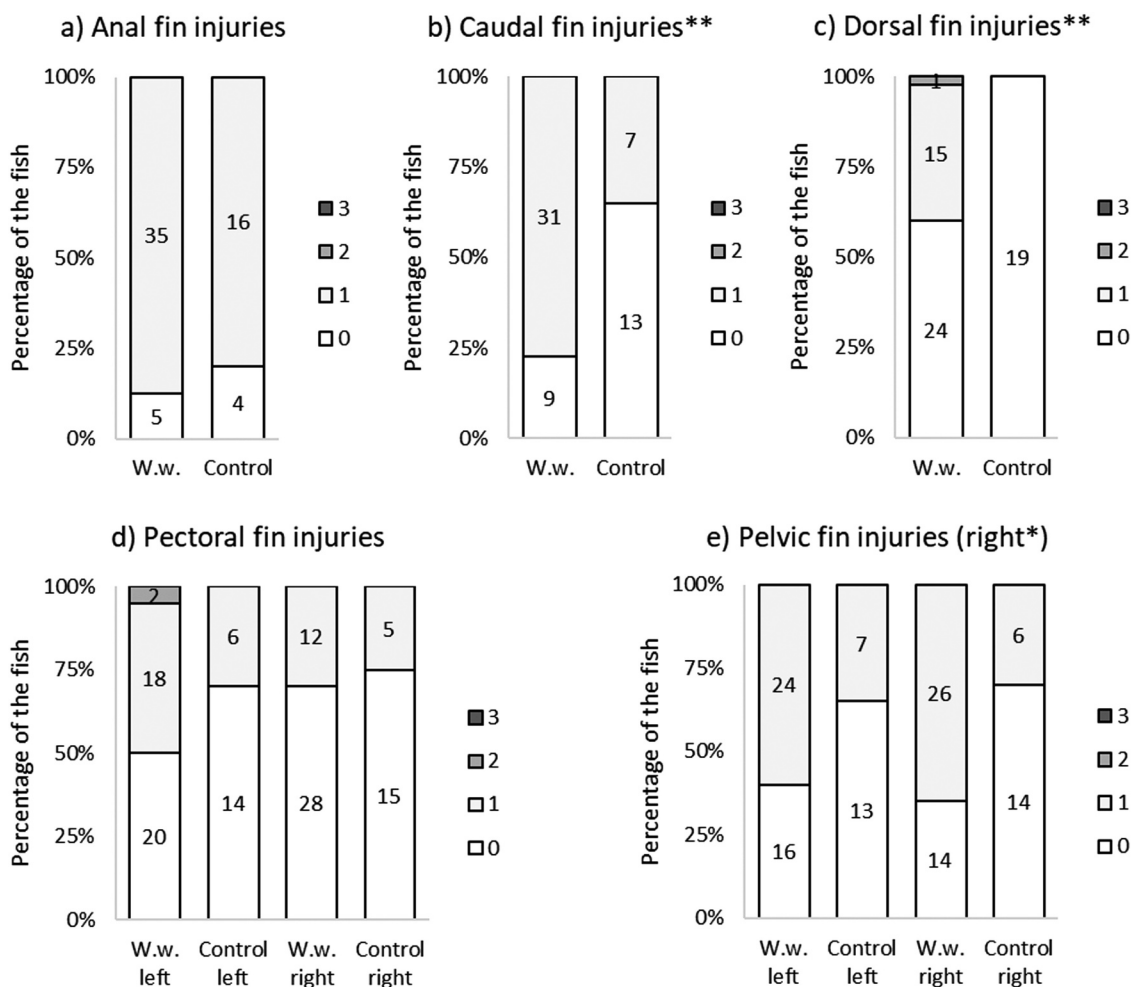 a) Anal fin injuries
100%
75%
50%
25%
0%
Percentage of the fish
35
5
16
4
W.w.
Control
3
2
1
0
b) Caudal fin injuries**
100%
75%
50%
25%
0%
Percentage of the fish
31
9
7
13
W.w.
Control
3
2
1
0
c) Dorsal fin injuries**
100%
75%
50%
25%
0%
Percentage of the fish
1
15
24
19
W.w.
Control
3
2
1
0
d) Pectoral fin injuries
100%
75%
50%
25%
0%
Percentage of the fish
2
18
20
6
14
12
28
5
15
W.w.
left
Control
left
W.w.
right
Control
right
3
2
1
0
e) Pelvic fin injuries (right*)
100%
75%
50%
25%
0%
Percentage of the fish
24
16
7
13
26
14
6
14
W.w.
left
Control
left
W.w.
right
Control
right
3
2
1
0